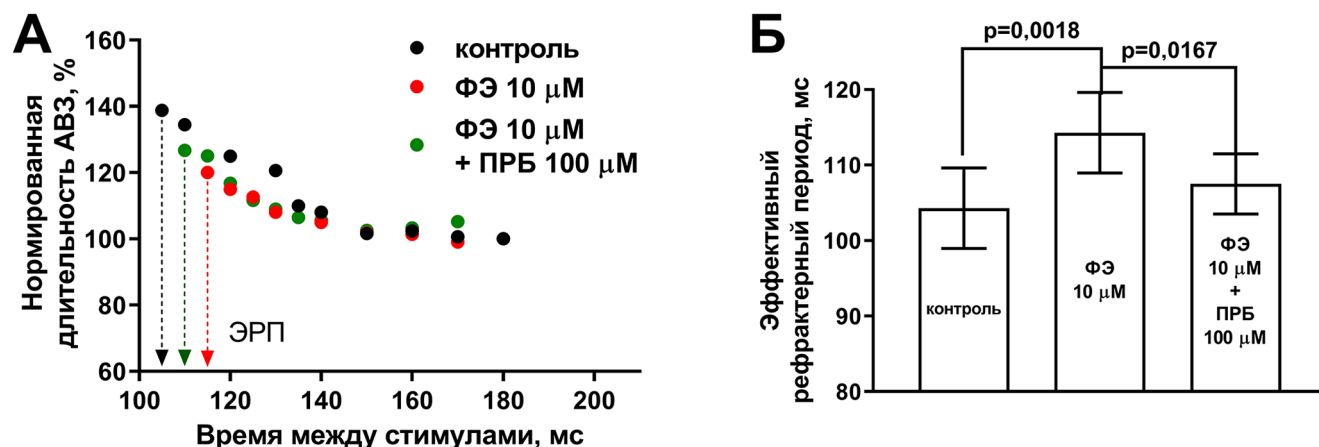 А
160
140
120
100
80
60
Нормированная
длительность АВЗ, %
контроль
ФЭ 10 μM
ФЭ 10 μM
+ ПРБ 100 μM
ЭРП
100
120
140
160
180
200
Время между стимулами, мс
Б
p=0,0018
p=0,0167
120
110
100
90
80
Эффективный
рефрактерный период, мс
контроль
ФЭ
10 μM
ФЭ
10 μM
+
ПРБ
100 μM